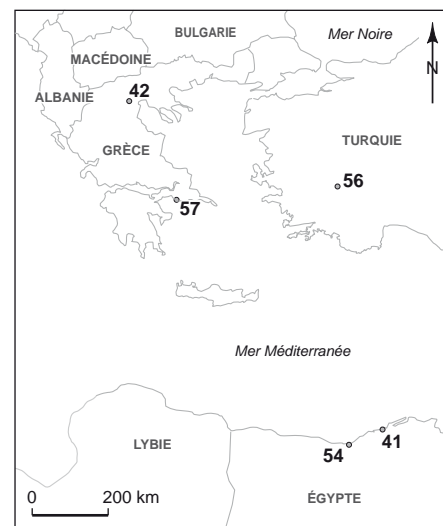 BULGARIE
Mer Noire
N
MACÉDOINE
42
ALBANIE
GRÈCE
TURQUIE
56
57
Mer Méditerranée
41
LYBIE
54
0 200 km
ÉGYPTE